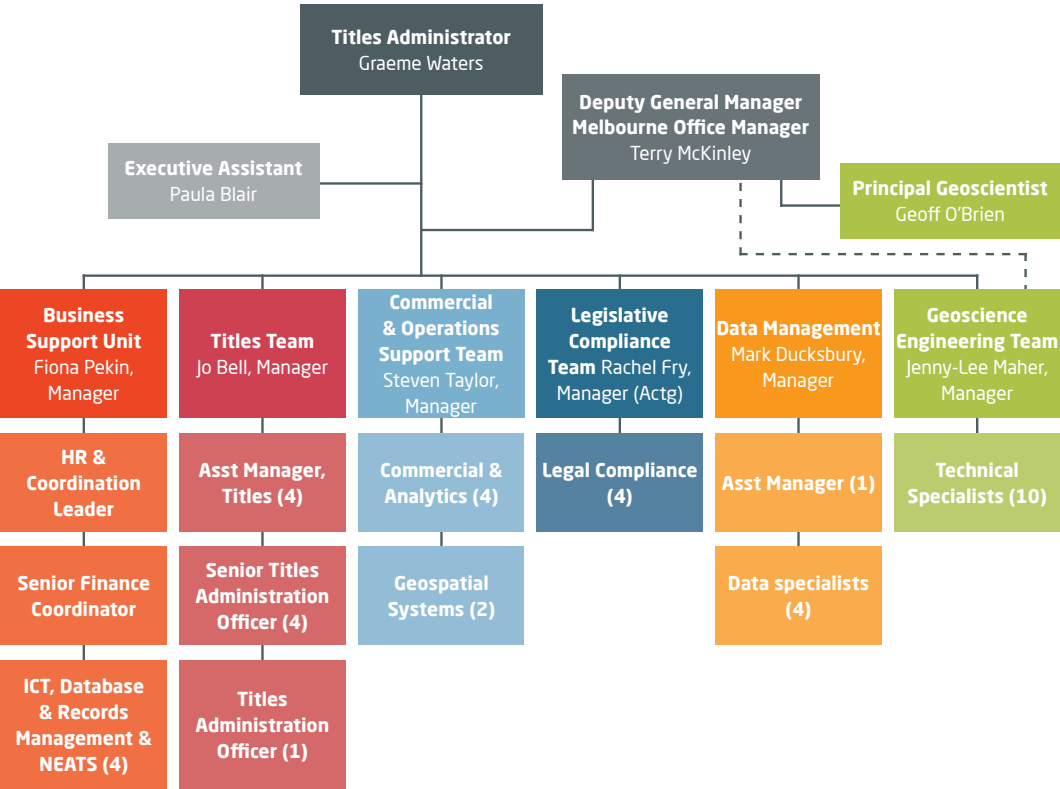 Titles Administrator
Graeme Waters
Deputy General Manager
Melbourne Office Manager
Terry McKinley
Executive Assistant
Paula Blair
Principal Geoscientist
Geoff O'Brien
Business
Support Unit
Fiona Pekin,
Manager
Titles Team
Jo Bell, Manager
Commercial
& Operations
Support Team
Steven Taylor,
Manager
Legislative
Compliance
Team Rachel Fry,
Manager (Actg)
Data Management
Mark Ducksbury,
Manager
Geoscience
Engineering Team
Jenny-Lee Maher,
Manager
HR &
Coordination
Leader
Asst Manager,
Titles (4)
Commercial &
Analytics (4)
Legal Compliance
(4)
Asst Manager (1)
Technical
Specialists (10)
Senior Finance
Coordinator
Senior Titles
Administration
Officer (4)
Geospatial
Systems (2)
Data specialists
(4)
ICT, Database
& Records
Management &
NEATS (4)
Titles
Administration
Officer (1)